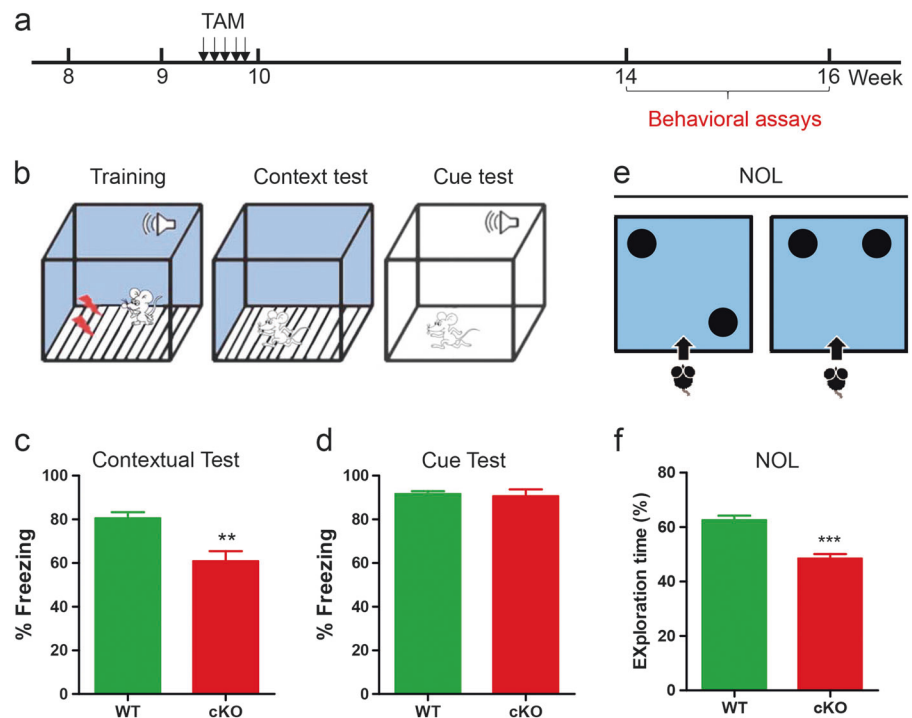 a
TAM
8 9 10 14 16 Week
Behavioral assays
b
Training Context test Cue test
e
NOL
c
Contextual Test
% Freezing
100
80
60
40
20
0
**
WT cKO
d
Cue Test
% Freezing
100
80
60
40
20
0
WT cKO
f
NOL
EXploration time (%)
80
60
40
20
0
***
WT cKO